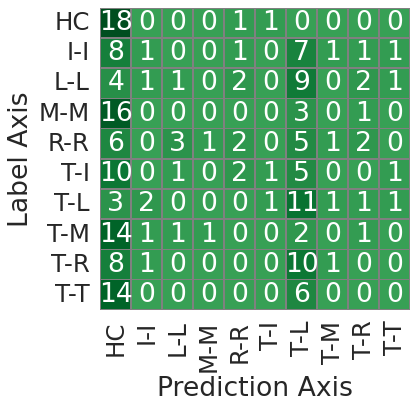 HC 18 0 0 0 1 1 0 0 0 0
I-I 8 1 0 0 1 0 7 1 1 1
L-L 4 1 1 0 2 0 9 0 2 1
M-M 16 0 0 0 0 0 3 0 1 0
R-R 6 0 3 1 2 0 5 1 2 0
T-I 10 0 1 0 2 1 5 0 0 1
T-L 3 2 0 0 0 1 11 1 1 1
T-M 14 1 1 1 0 0 2 0 1 0
T-R 8 1 0 0 0 0 10 1 0 0
T-T 14 0 0 0 0 0 6 0 0 0
Label Axis
HC I-I L-L M-M R-R T-I T-L T-M T-R T-T
Prediction Axis